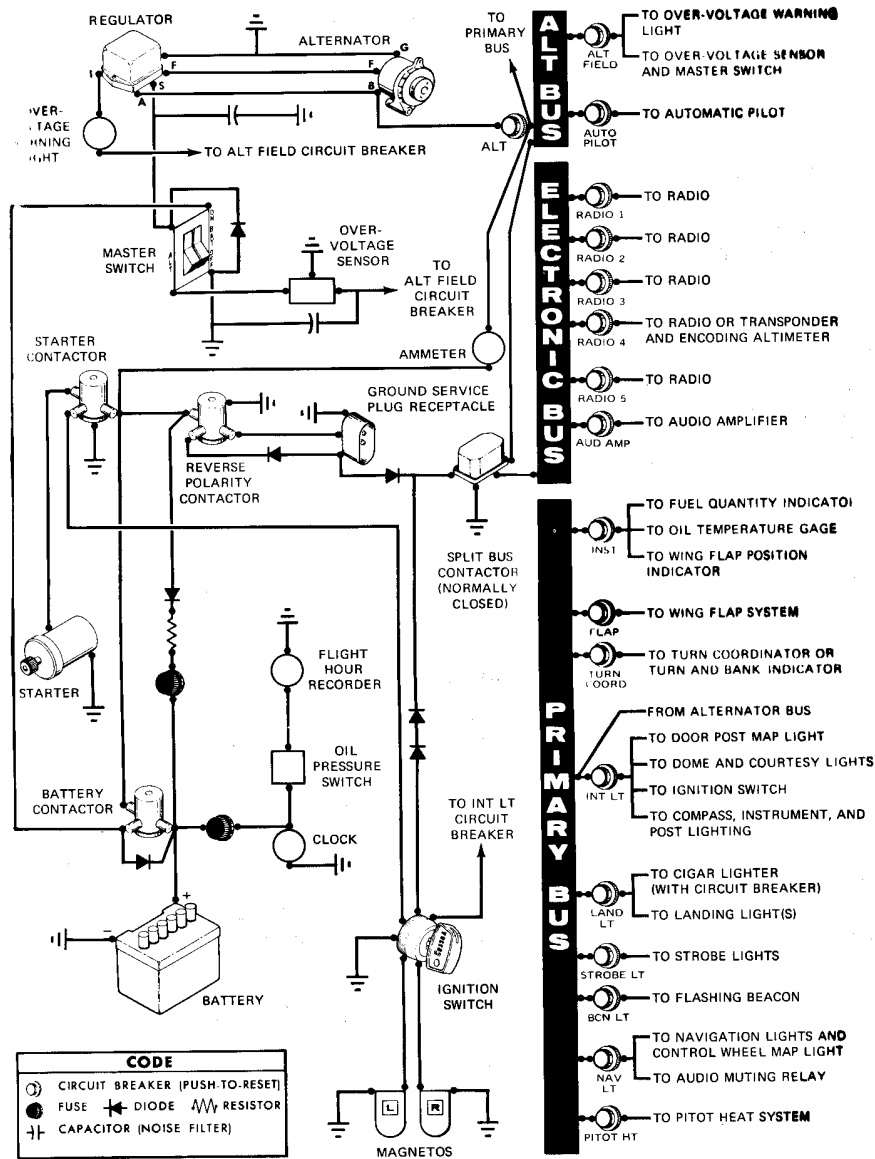 REGULATOR
ALTERNATOR
I
F
S
A
G
F
B
OVER-
TAGE
LIGHT
TO ALT FIELD CIRCUIT BREAKER
TO
PRIMARY
BUS
ALT
ALT BUS
ALT
FIELD
TO OVER-VOLTAGE WARNING
LIGHT
TO OVER-VOLTAGE SENSOR
AND MASTER SWITCH
AUTO
PILOT
TO AUTOMATIC PILOT
MASTER
SWITCH
OVER-
VOLTAGE
SENSOR
TO
ALT FIELD
CIRCUIT
BREAKER
AMMETER
ELECTRONIC BUS
RADIO 1
TO RADIO
RADIO 2
TO RADIO
RADIO 3
TO RADIO
RADIO 4
TO RADIO OR TRANSPONDER
AND ENCODING ALTIMETER
RADIO 5
TO RADIO
AUD AMP
TO AUDIO AMPLIFIER
STARTER
CONTACTOR
GROUND SERVICE
PLUG RECEPTACLE
REVERSE
POLARITY
CONTACTOR
SPLIT BUS
CONTACTOR
(NORMALLY
CLOSED)
STARTER
FLIGHT
HOUR
RECORDER
OIL
PRESSURE
SWITCH
BATTERY
CONTACTOR
CLOCK
TO INT LT
CIRCUIT
BREAKER
+
−
BATTERY
Cessna
IGNITION
SWITCH
L
R
MAGNETOS
PRIMARY BUS
INST
TO FUEL QUANTITY INDICATOR
TO OIL TEMPERATURE GAGE
TO WING FLAP POSITION
INDICATOR
FLAP
TO WING FLAP SYSTEM
TURN
COORD
TO TURN COORDINATOR OR
TURN AND BANK INDICATOR
FROM ALTERNATOR BUS
INT LT
TO DOOR POST MAP LIGHT
TO DOME AND COURTESY LIGHTS
TO IGNITION SWITCH
TO COMPASS, INSTRUMENT, AND
POST LIGHTING
LAND
LT
TO CIGAR LIGHTER
(WITH CIRCUIT BREAKER)
TO LANDING LIGHT(S)
STROBE LT
TO STROBE LIGHTS
BCN LT
TO FLASHING BEACON
NAV
LT
TO NAVIGATION LIGHTS AND
CONTROL WHEEL MAP LIGHT
TO AUDIO MUTING RELAY
PITOT HT
TO PITOT HEAT SYSTEM
CODE
CIRCUIT BREAKER (PUSH-TO-RESET)
FUSE DIODE RESISTOR
CAPACITOR (NOISE FILTER)